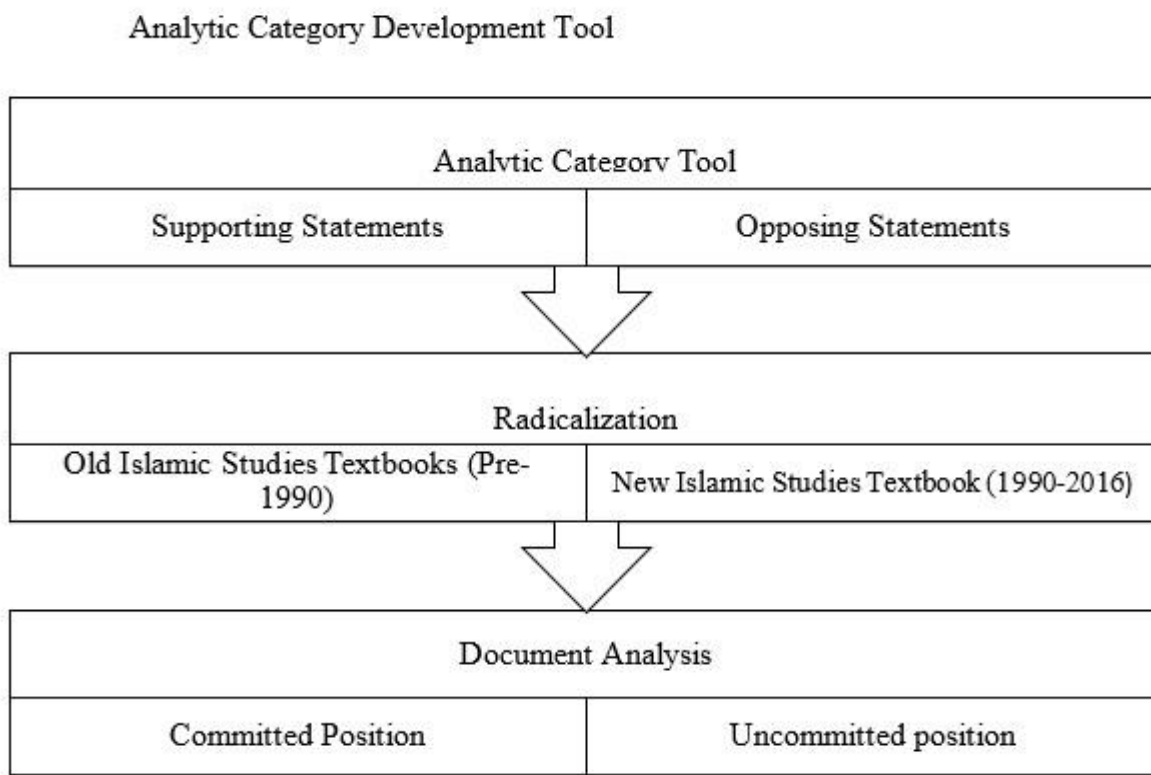 Analytic Category Development Tool
Analytic Category Tool
Supporting Statements
Opposing Statements
Radicalization
Old Islamic Studies Textbooks (Pre-
1990)
New Islamic Studies Textbook (1990-2016)
Document Analysis
Committed Position
Uncommitted position